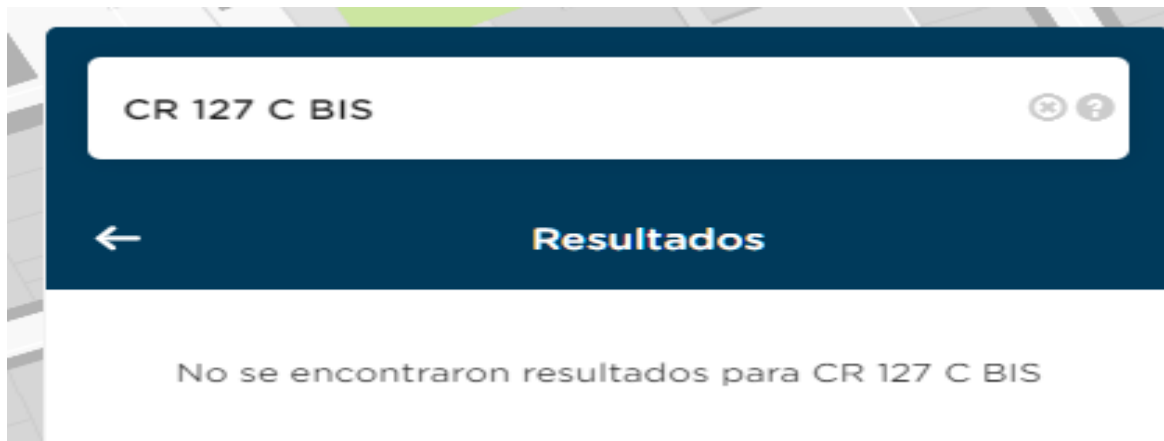 CR 127 C BIS
Resultados
No se encontraron resultados para CR 127 C BIS